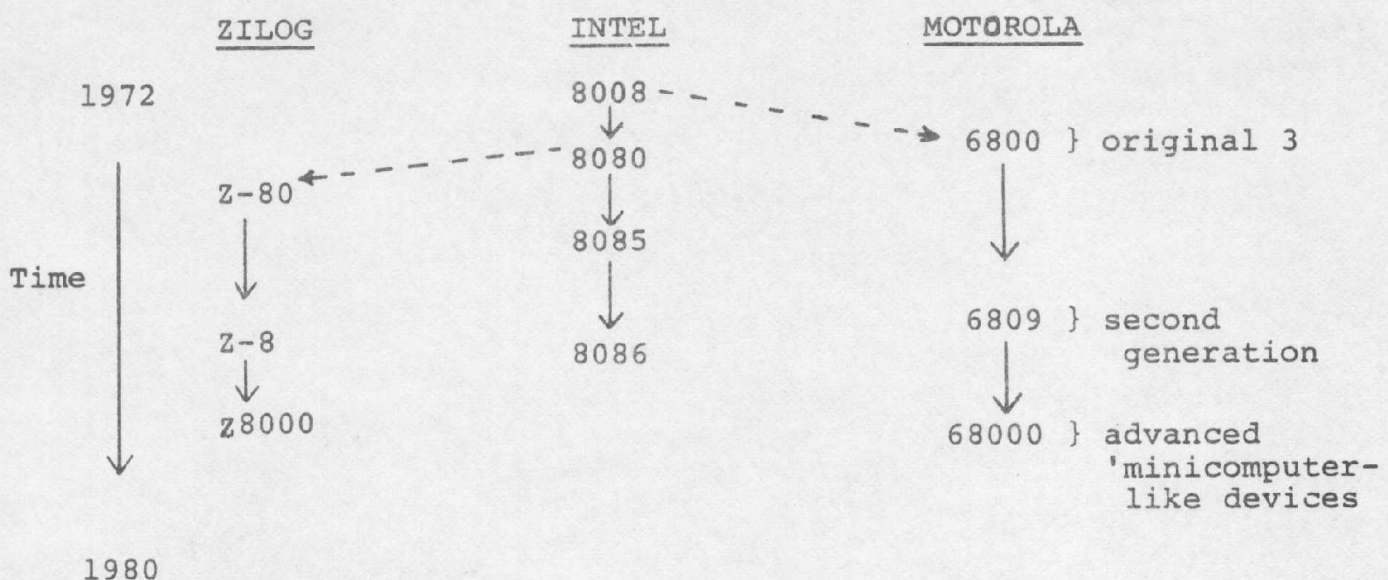 ZILOG INTEL MOTOROLA
1972 8008
6800 } original 3
8080
Z-80
8085
Time
6809 } second
generation
Z-8 8086
Z8000 68000 } advanced
'minicomputer-
like devices
1980